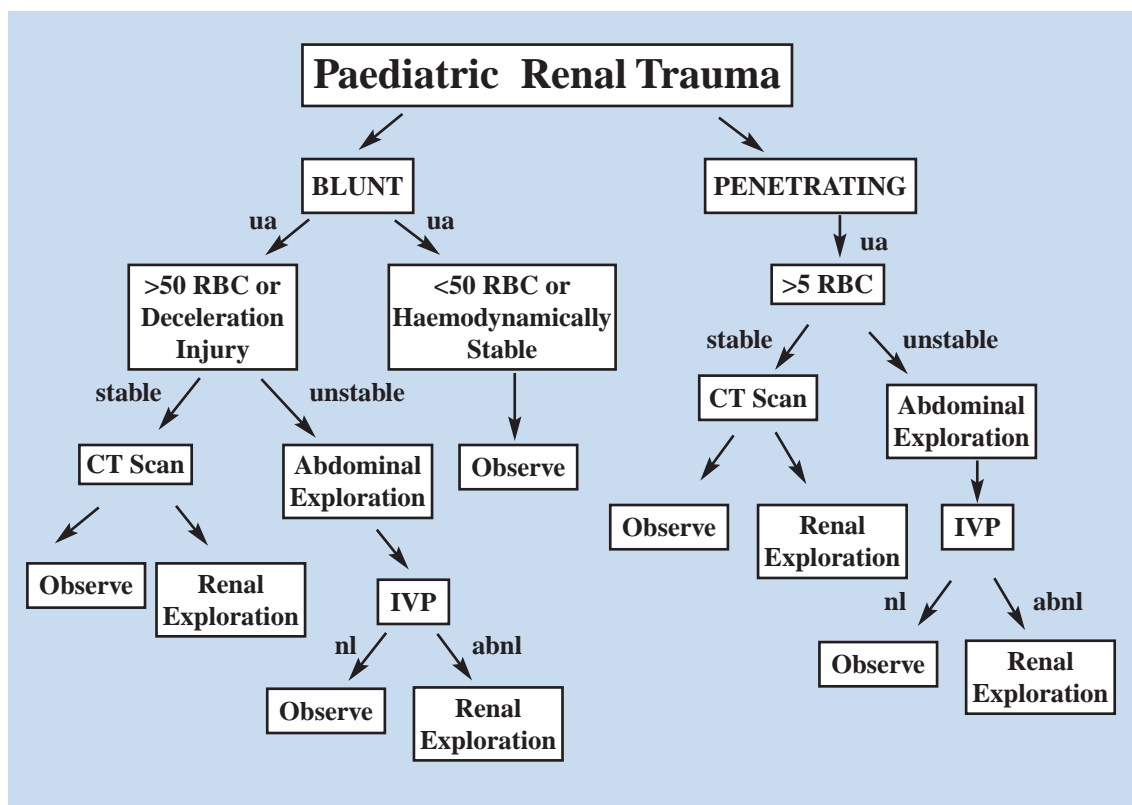 Paediatric Renal Trauma
BLUNT
PENETRATING
ua
ua
ua
>50 RBC or
Deceleration
Injury
<50 RBC or
Haemodynamically
Stable
>5 RBC
stable
unstable
stable
unstable
CT Scan
Abdominal
Exploration
Observe
CT Scan
Abdominal
Exploration
Observe
Renal
Exploration
IVP
nl
abnl
Observe
Renal
Exploration
Observe
Renal
Exploration
IVP
nl
abnl
Observe
Renal
Exploration